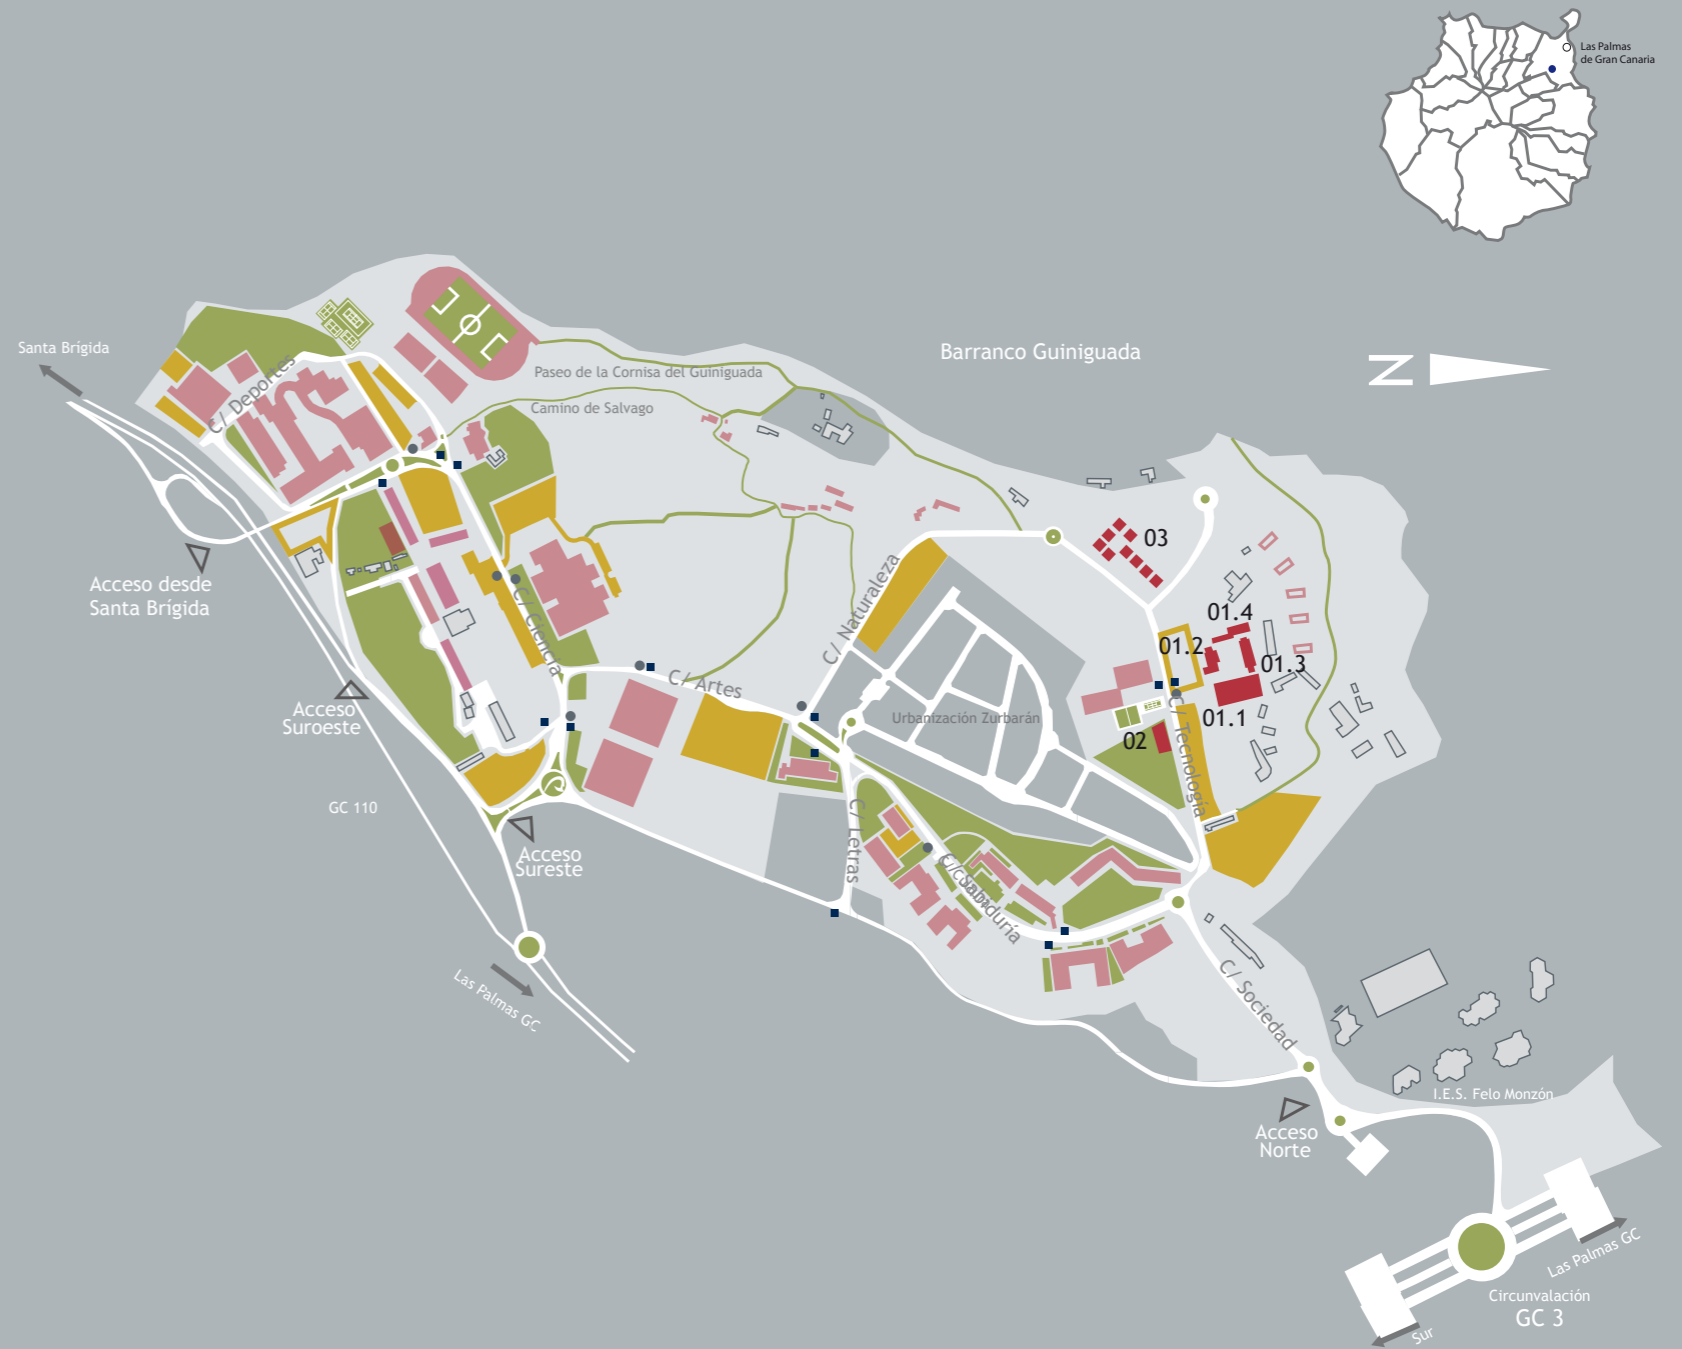 Las Palmas
de Gran Canaria
Santa Brígida
Barranco Guiniguada
N
Paseo de la Cornisa del Guiniguada
C/ Deportes
Camino de Salvago
03
Acceso desde
Santa Brígida
C/ Naturaleza
C/ Ciencia
01.4
01.2
01.3
C/ Artes
01.1
Acceso
Suroeste
Urbanización Zurbarán
02
C/ Tecnología
GC 110
C/ Letras
Acceso
Sureste
C/ Sabiduría
Las Palmas GC
C/ Sociedad
I.E.S. Felo Monzón
Acceso
Norte
Las Palmas GC
Circunvalación
GC 3
Sur